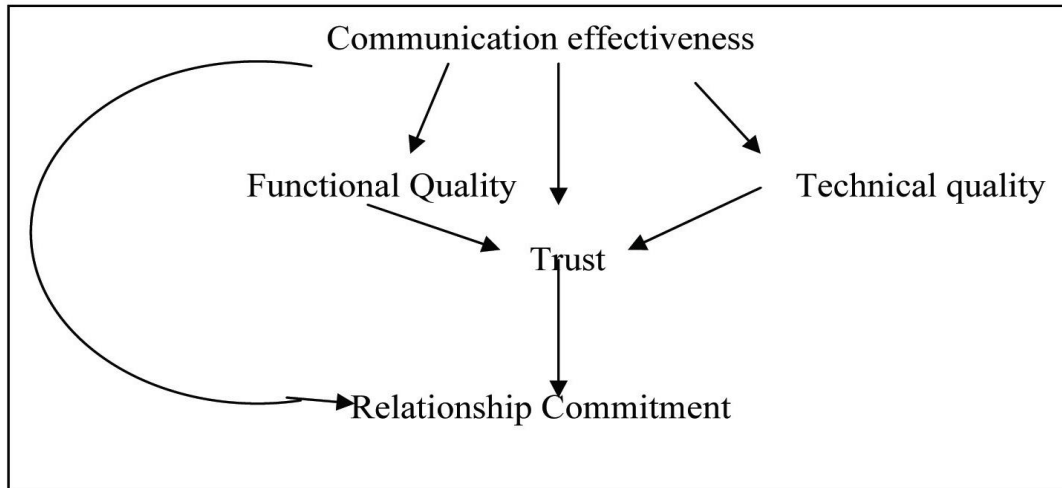 Communication effectiveness
Functional Quality
Technical quality
Trust
Relationship Commitment